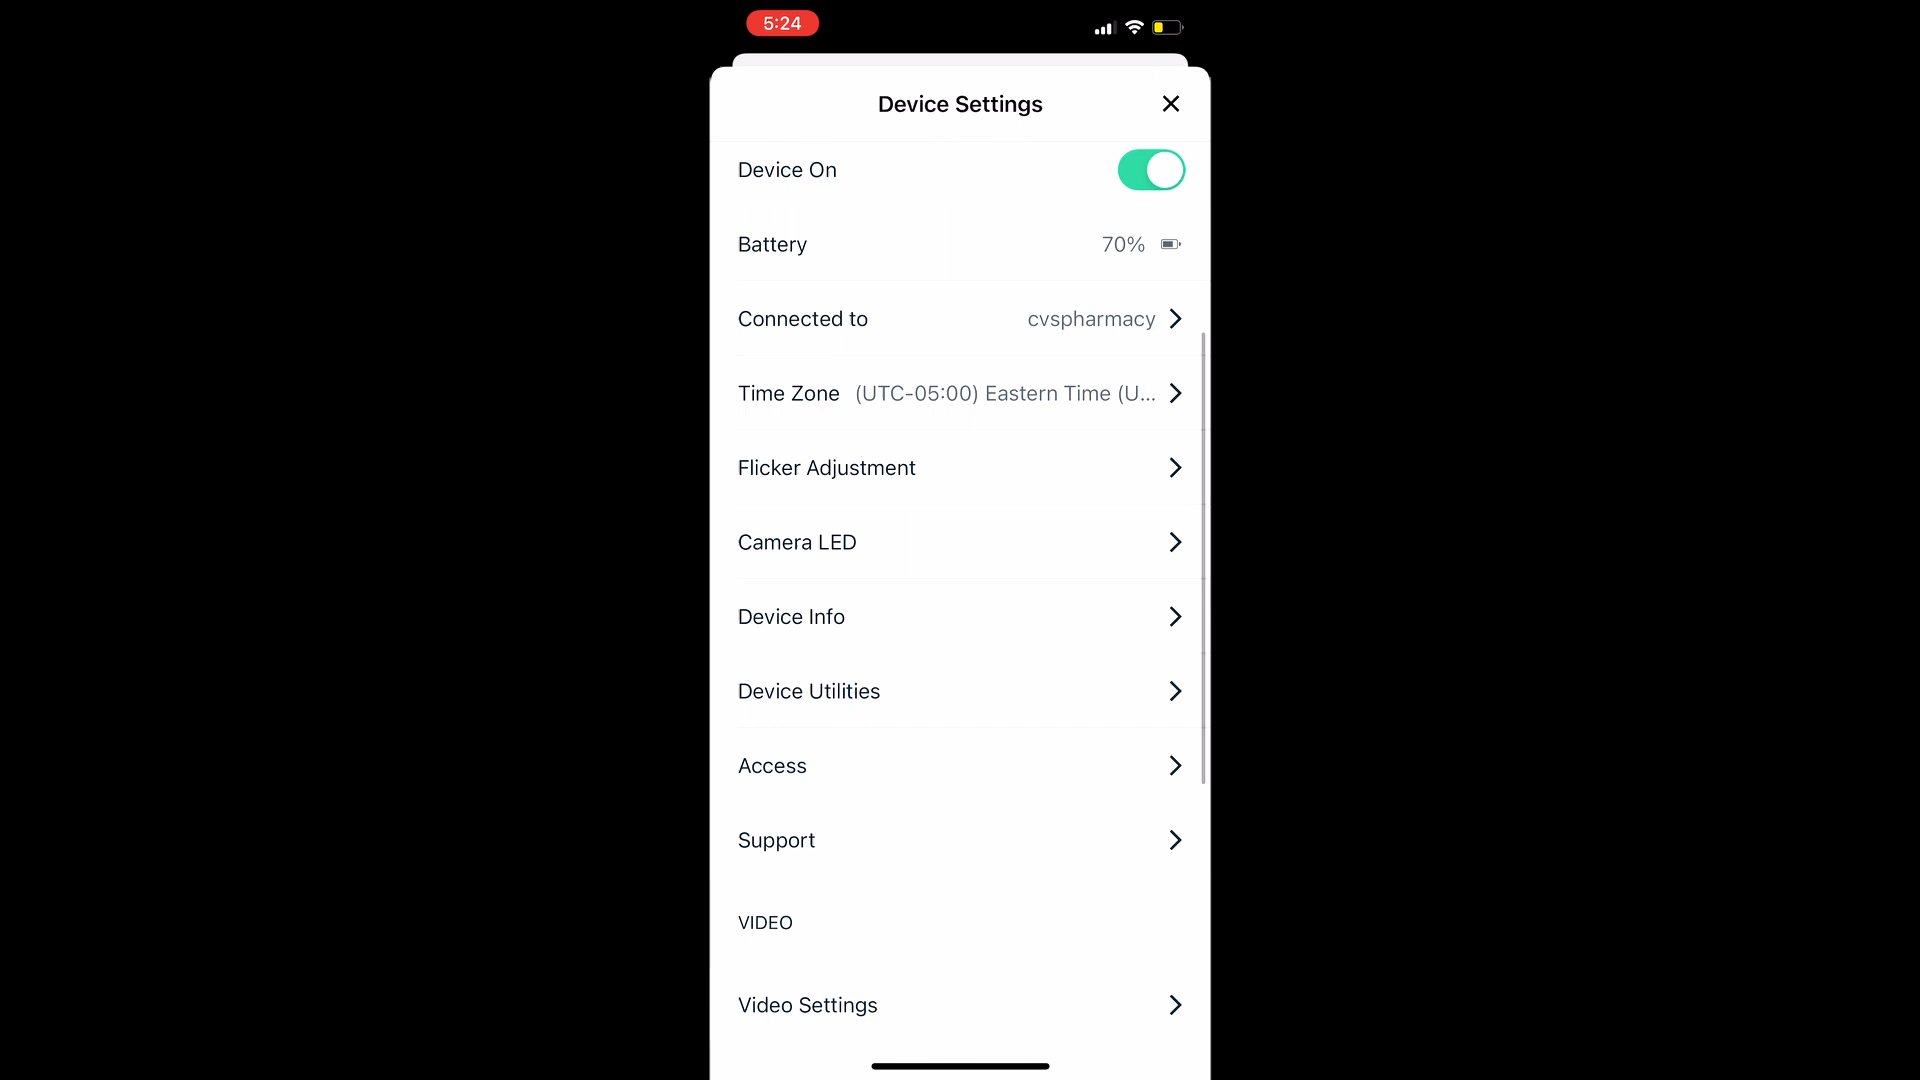 5:24
Device Settings
Device On
Battery 70%
Connected to cvspharmacy
Time Zone (UTC-05:00) Eastern Time (U...
Flicker Adjustment
Camera LED
Device Info
Device Utilities
Access
Support
VIDEO
Video Settings